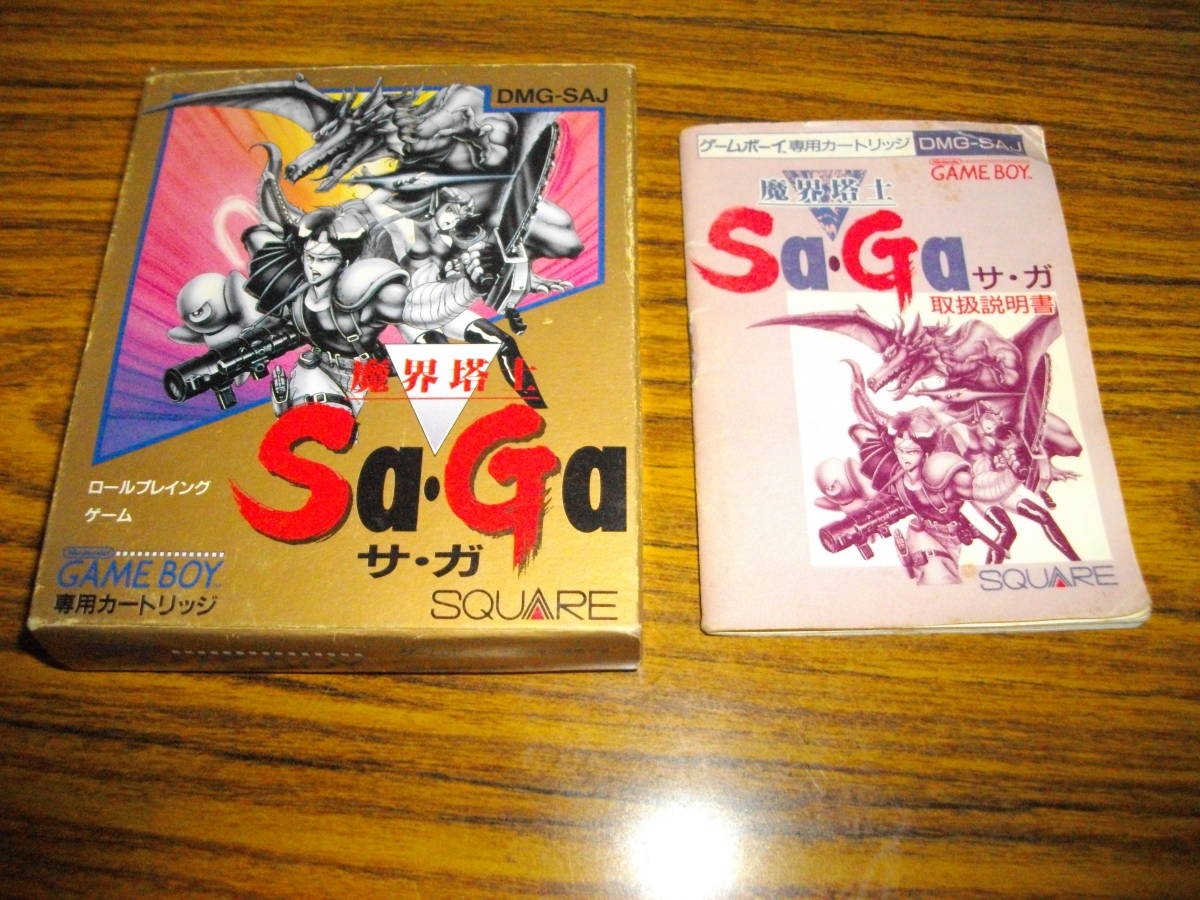 DMG-SAJ
魔界塔士
Sa・Ga
サ・ガ
ロールプレイング
ゲーム
Nintendo
GAME BOY
専用カートリッジ
SQUARE
ゲームボーイ専用カートリッジ
DMG-SAJ
Nintendo
GAME BOY
魔界塔士
Sa・Ga
サ・ガ
取扱説明書
SQUARE